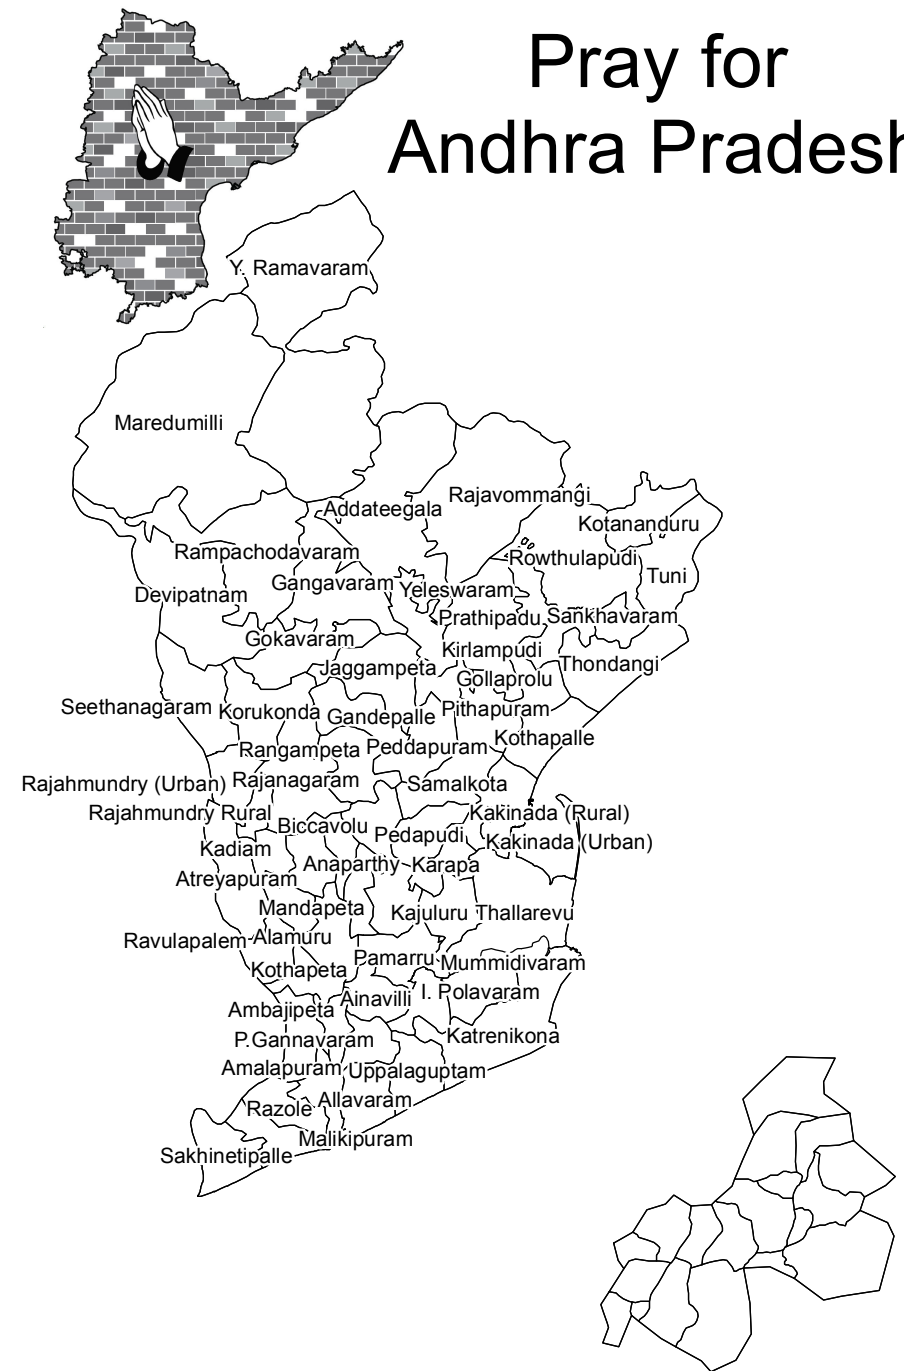 Pray for
Andhra Pradesh
Y. Ramavaram
Maredumilli
Addateegala
Rajavommangi
Kotananduru
Rampachodavaram
Rowthulapudi
Tuni
Devipatnam
Gangavaram
Yeleswaram
Prathipadu
Sankhavaram
Gokavaram
Kirlampudi
Jaggampeta
Gollaprolu
Thondangi
Seethanagaram
Korukonda
Gandepalle
Pithapuram
Rangampeta
Peddapuram
Kothapalle
Rajahmundry (Urban)
Rajanagaram
Samalkota
Rajahmundry Rural
Biccavolu
Pedapudi
Kakinada (Rural)
Kadiam
Kakinada (Urban)
Atreyapuram
Anaparthy
Karapa
Mandapeta
Kajuluru
Thallarevu
Ravulapalem
Alamuru
Kothapeta
Pamarru
Mummidivaram
Ambajipeta
Ainavilli
I. Polavaram
P.Gannavaram
Katrenikona
Amalapuram
Uppalaguptam
Razole
Allavaram
Malikipuram
Sakhinetipalle